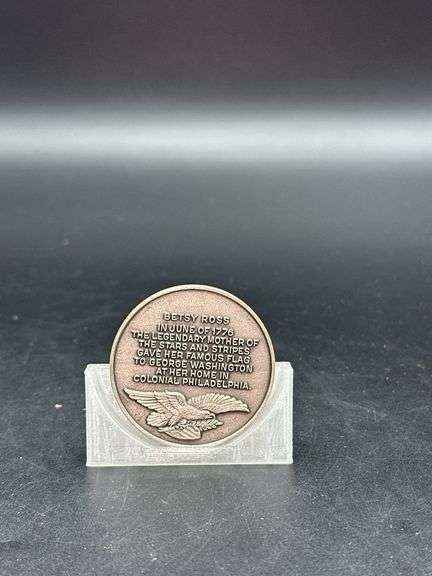 BETSY ROSS
IN JUNE OF 1776
THE LEGENDARY MOTHER OF
THE STARS AND STRIPES
GAVE HER FAMOUS FLAG
TO GEORGE WASHINGTON
AT HER HOME IN
COLONIAL PHILADELPHIA.